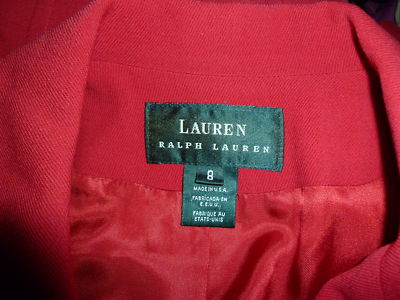 LAUREN
RALPH LAUREN
8
MADE IN U.S.A.
FABRICADA EN
E.E.U.U.
FABRIQUE AU
ETATS-UNIS